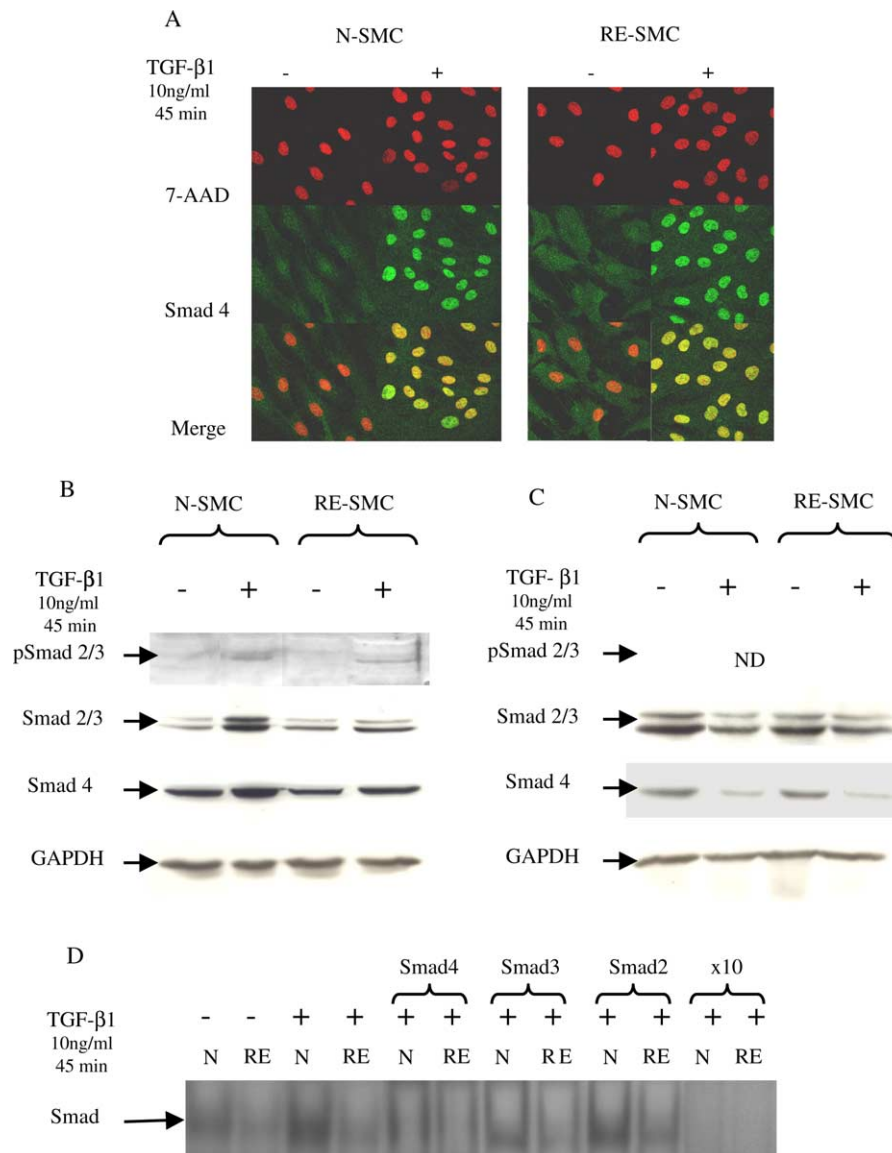 A
N-SMC RE-SMC
TGF-β1 - + - +
10ng/ml
45 min
7-AAD
Smad 4
Merge
B
N-SMC RE-SMC
TGF-β1 - + - +
10ng/ml
45 min
pSmad 2/3
Smad 2/3
Smad 4
GAPDH
C
N-SMC RE-SMC
TGF- β1 - + - +
10ng/ml
45 min
pSmad 2/3 ND
Smad 2/3
Smad 4
GAPDH
D
Smad4 Smad3 Smad2 x10
TGF-β1 - - + + + + + + + + + +
10ng/ml
45 min
N RE N RE N RE N RE N RE N RE
Smad